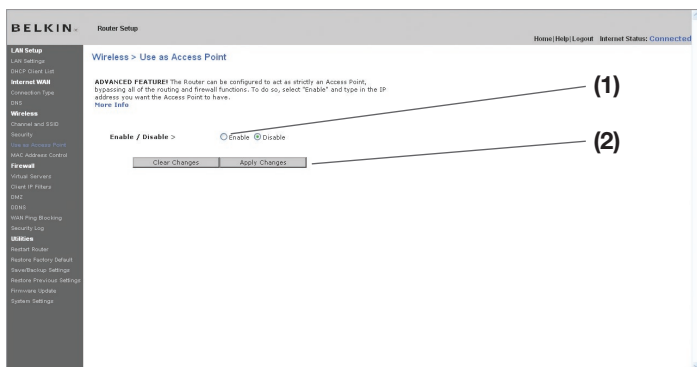 BELKIN.
Router Setup
Home|Help|Logout Internet Status: Connected
LAN Setup
LAN Settings
DHCP Client List
Internet WAN
Connection Type
DNS
Wireless
Channel and SSID
Security
Use as Access Point
MAC Address Control
Firewall
Virtual Servers
Client IP Filters
DMZ
DDNS
WAN Ping Blocking
Security Log
Utilities
Restart Router
Restore Factory Default
Save/Backup Settings
Restore Previous Settings
Firmware Update
System Settings
Wireless > Use as Access Point
ADVANCED FEATURE! The Router can be configured to act as strictly an Access Point,
bypassing all of the routing and firewall functions. To do so, select "Enable" and type in the IP
address you want the Access Point to have.
More Info
Enable / Disable > Enable Disable
Clear Changes Apply Changes
(1)
(2)